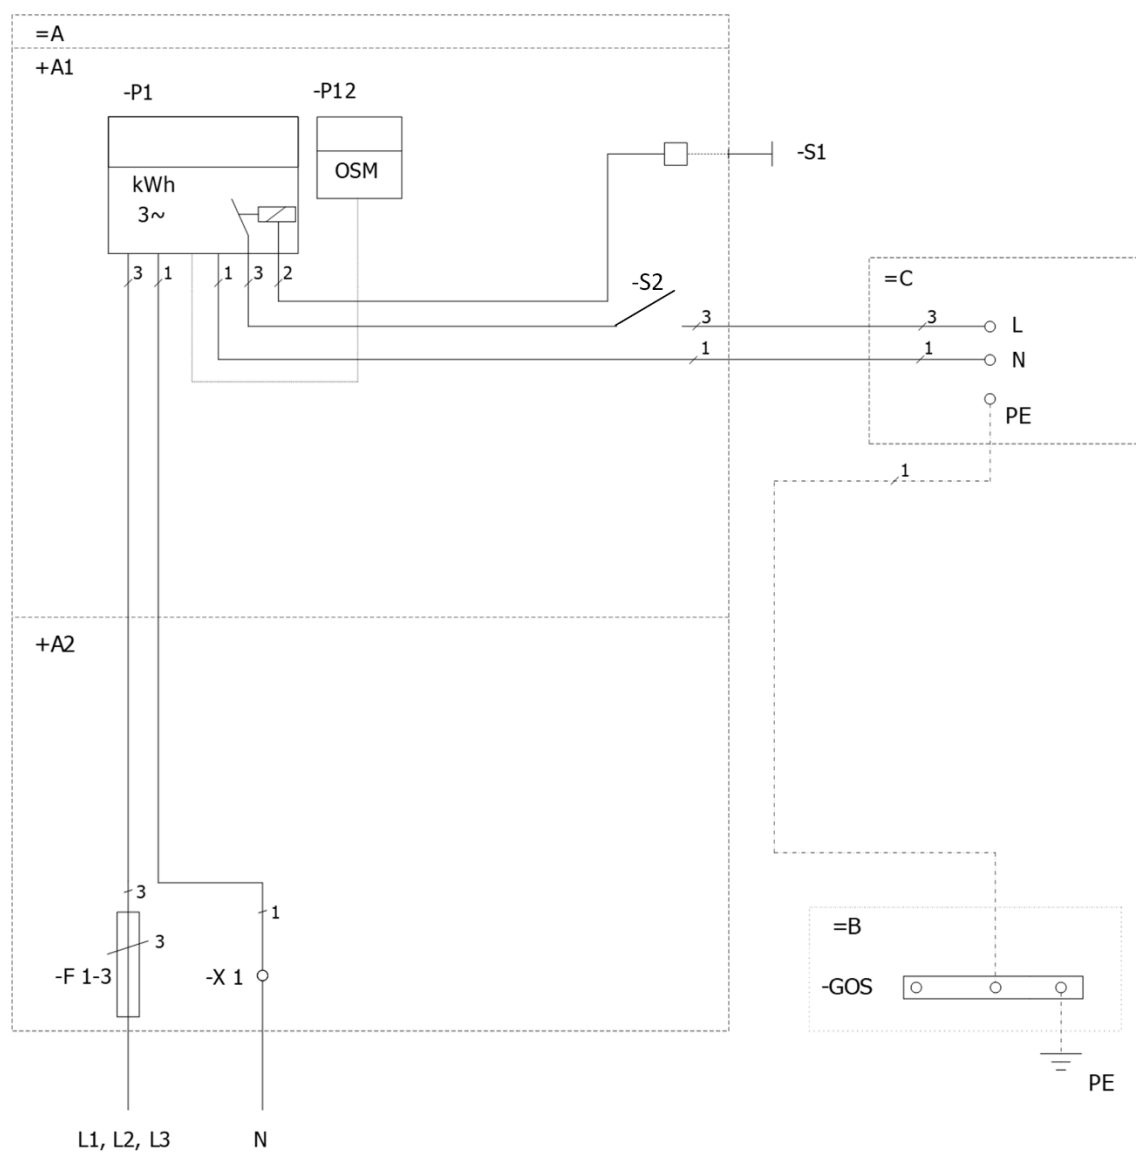 =A
+A1
-P1
-P12
kWh
3~
OSM
-S1
3
1
1
3
2
-S2
=C
3
3
L
1
1
N
PE
1
+A2
3
1
3
-F 1-3
-X 1
=B
-GOS
PE
L1, L2, L3
N